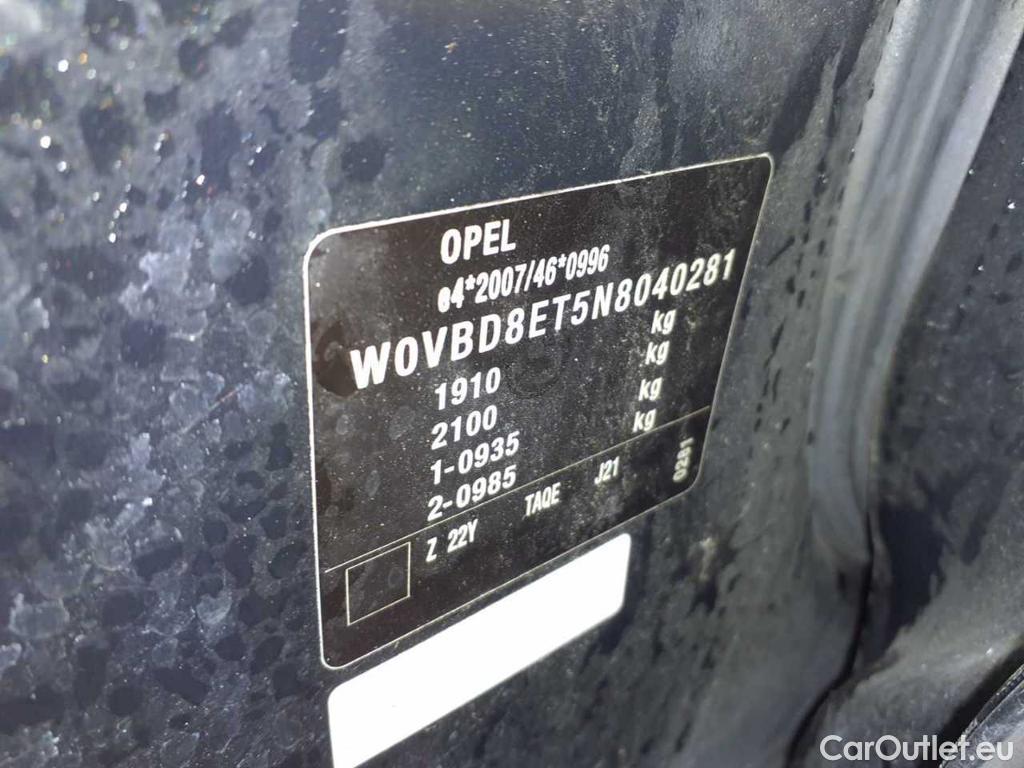 OPEL
e4*2007/46*0996
W0VBD8ET5N8040281
1910 kg
2100 kg
1-0935 kg
2-0985 kg
Z 22Y TAQE J21 0281
CarOutlet.eu